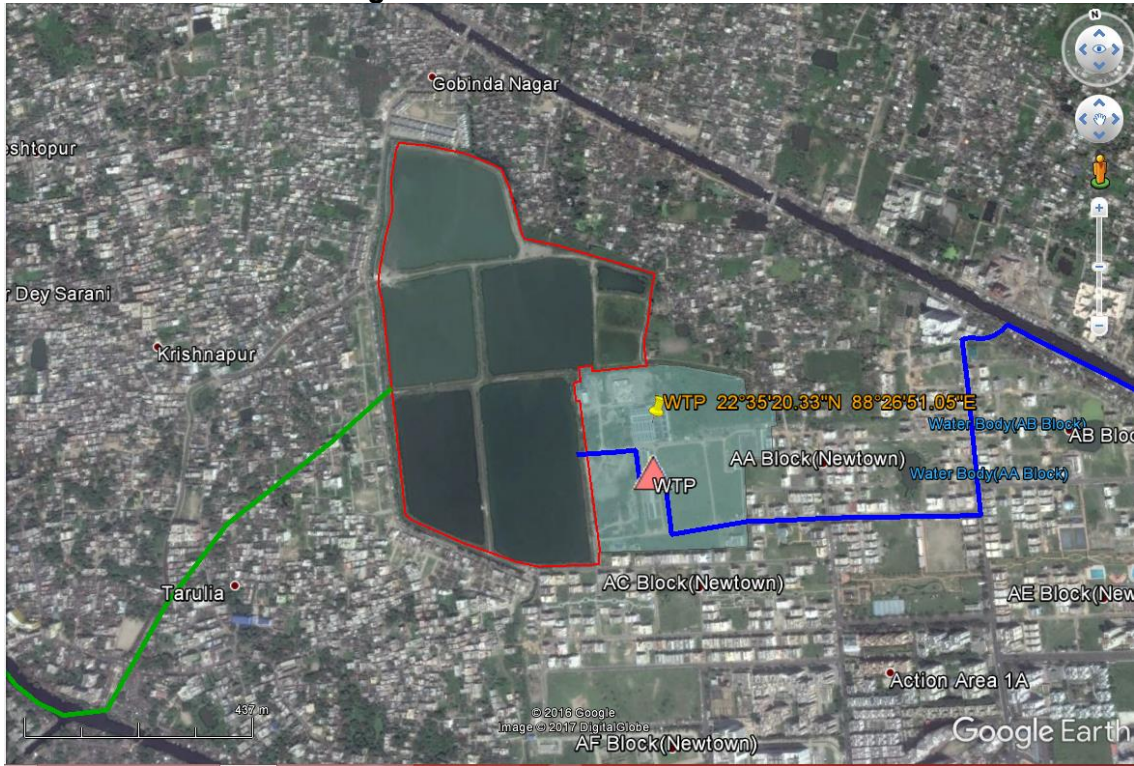 N
Gobinda Nagar
eshtopur
r Dey Sarani
Krishnapur
WTP 22°35'20.33"N 88°26'51.05"E
Water Body(AB Block)
AB Bloc
AA Block(Newtown)
Water Body(AA Block)
WTP
AC Block(Newtown)
Tarulia
AE Block(New
Action Area 1A
437 m
© 2016 Google
Image © 2017 DigitalGlobe
Google Earth
AF Block(Newtown)